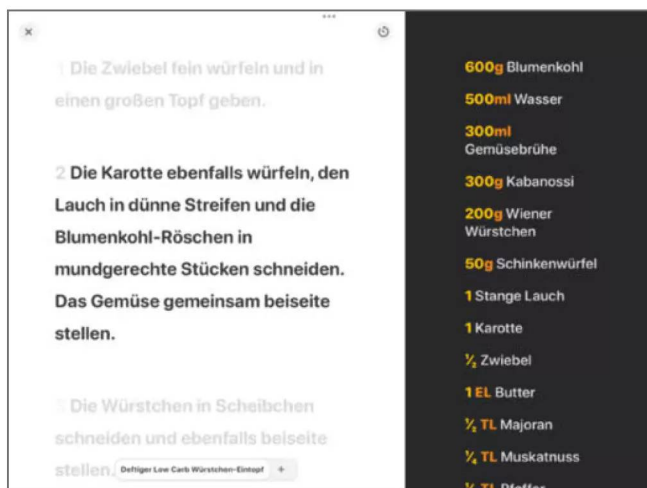 1 Die Zwiebel fein würfeln und in
einen großen Topf geben.
2 Die Karotte ebenfalls würfeln, den
Lauch in dünne Streifen und die
Blumenkohl-Röschen in
mundgerechte Stücken schneiden.
Das Gemüse gemeinsam beiseite
stellen.
3 Die Würstchen in Scheibchen
schneiden und ebenfalls beiseite
stellen.
Deftiger Low Carb Würstchen-Eintopf +
600g Blumenkohl
500ml Wasser
300ml
Gemüsebrühe
300g Kabanossi
200g Wiener
Würstchen
50g Schinkenwürfel
1 Stange Lauch
1 Karotte
½ Zwiebel
1 EL Butter
½ TL Majoran
¼ TL Muskatnuss
TL Pfeffer